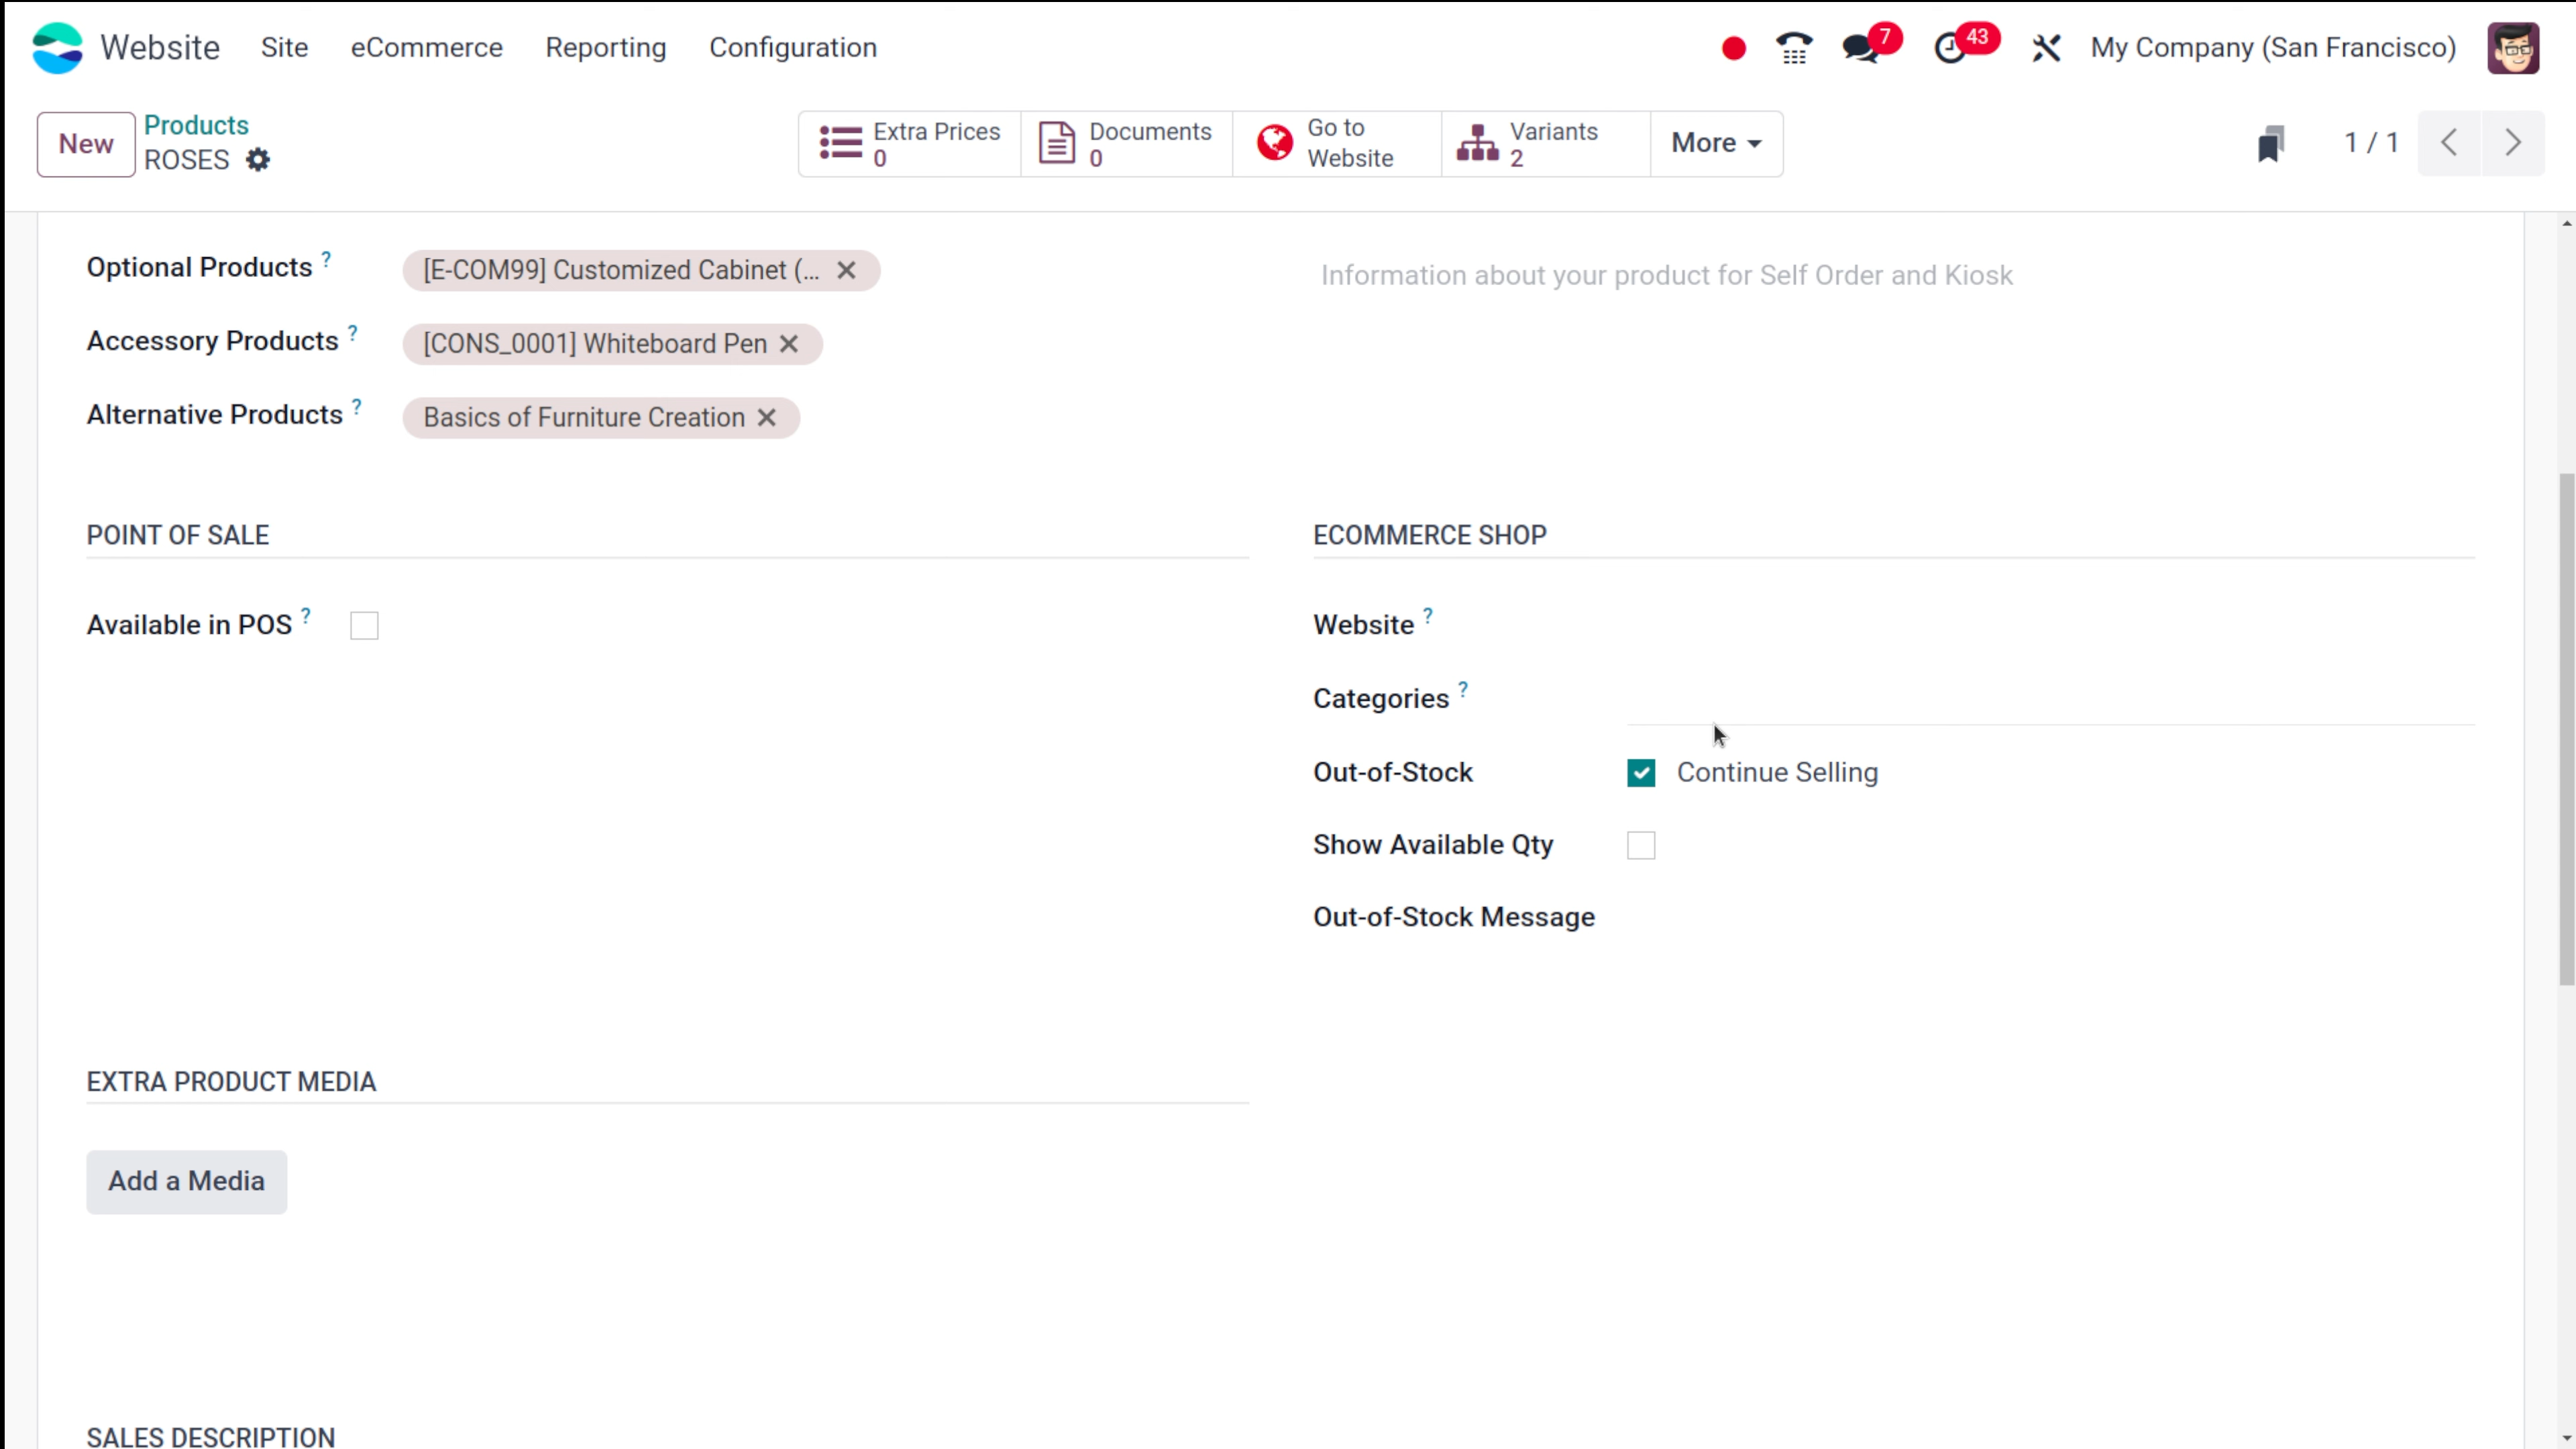 Website Site eCommerce Reporting Configuration 7 43 My Company (San Francisco)
New Products
ROSES
Extra Prices
0
Documents
0
Go to
Website
Variants
2
More
1 / 1
Optional Products ? [E-COM99] Customized Cabinet (...
Information about your product for Self Order and Kiosk
Accessory Products ? [CONS_0001] Whiteboard Pen
Alternative Products ? Basics of Furniture Creation
POINT OF SALE
Available in POS ?
ECOMMERCE SHOP
Website ?
Categories ?
Out-of-Stock Continue Selling
Show Available Qty
Out-of-Stock Message
EXTRA PRODUCT MEDIA
Add a Media
SALES DESCRIPTION